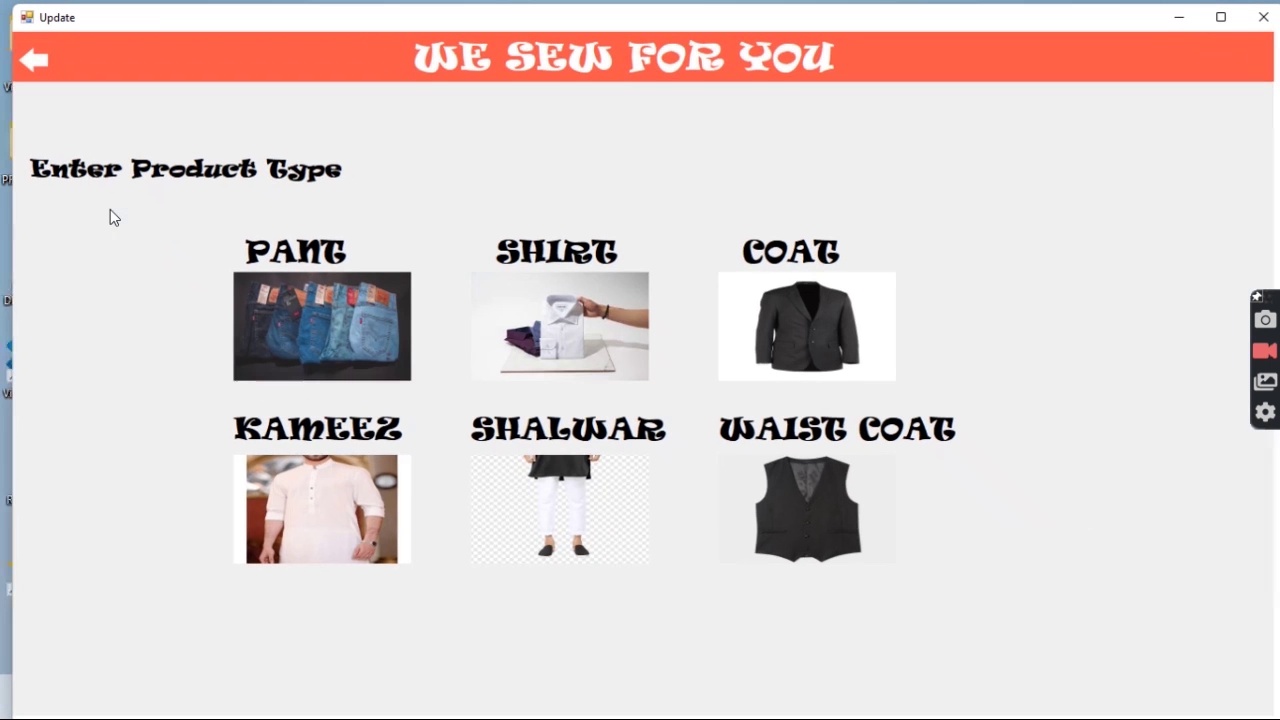 Update
WE SEW FOR YOU
Enter Product Type
PANT
SHIRT
COAT
KAMEEZ
SHALWAR
WAIST COAT